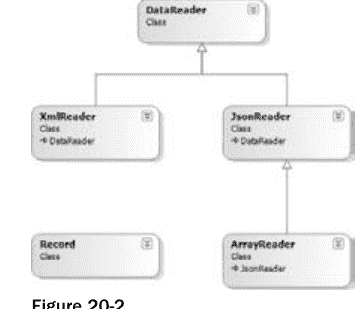 DataReader
Class
XmlReader
Class
DataReader
JsonReader
Class
DataReader
Record
Class
ArrayReader
Class
JsonReader
Figure 20-2